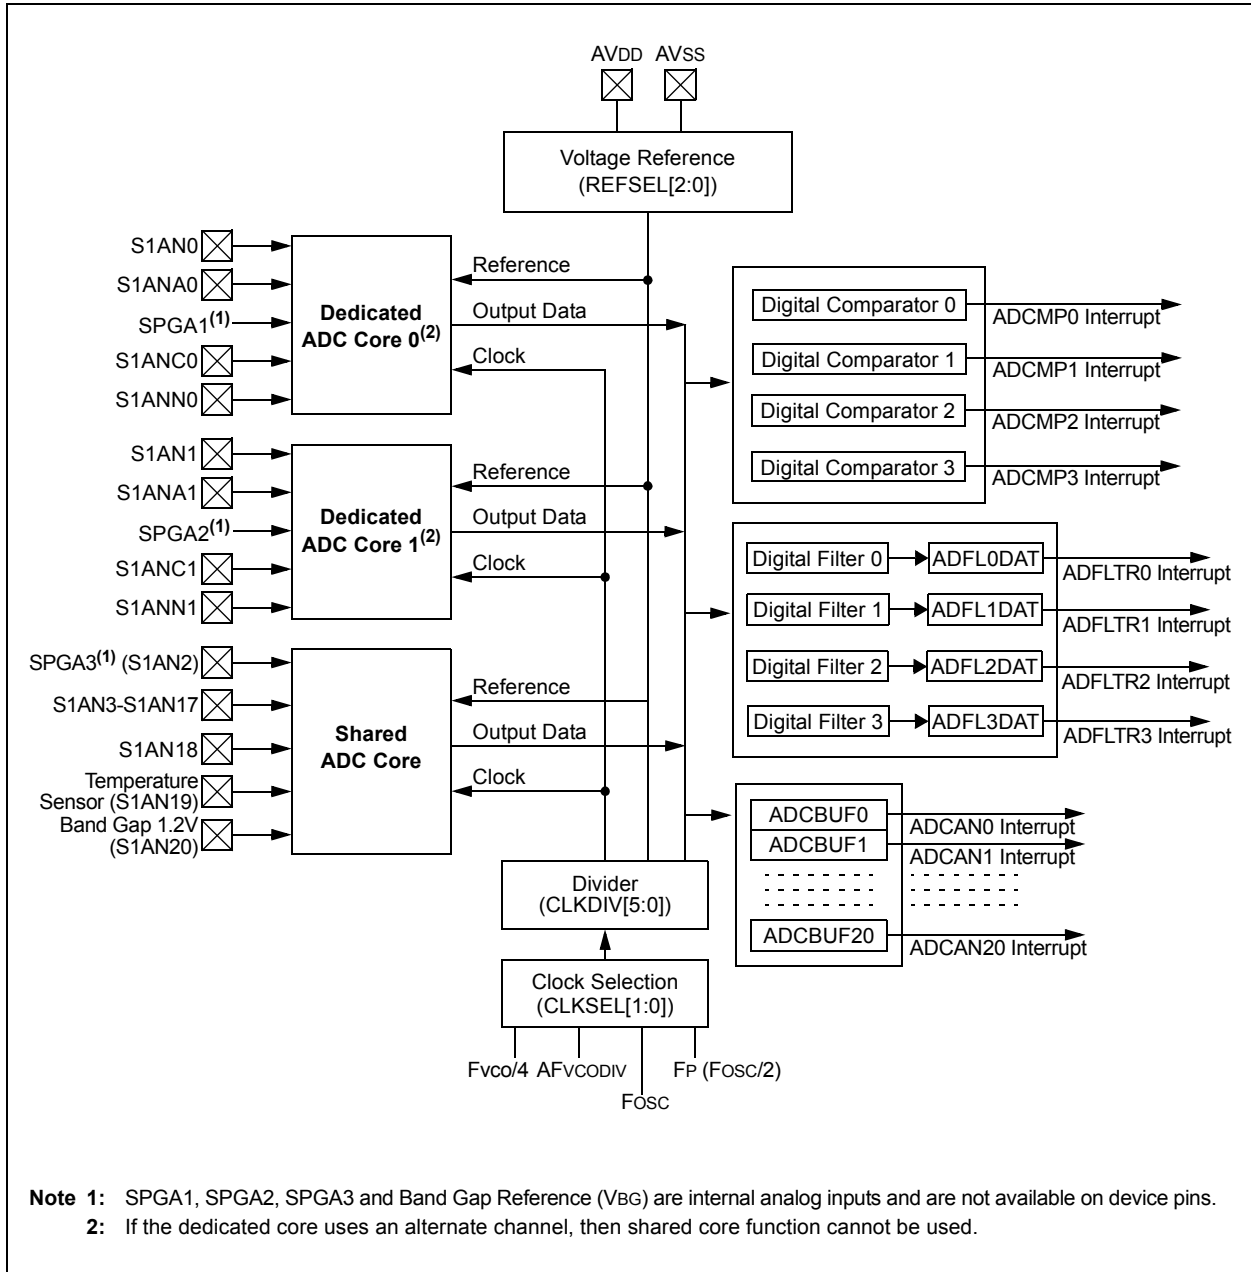 AVDD AVSS
Voltage Reference
(REFSEL[2:0])
S1AN0
S1ANA0
SPGA1(1)
S1ANC0
S1ANN0
Dedicated
ADC Core 0(2)
Reference
Output Data
Clock
S1AN1
S1ANA1
SPGA2(1)
S1ANC1
S1ANN1
Dedicated
ADC Core 1(2)
Reference
Output Data
Clock
SPGA3(1) (S1AN2)
S1AN3-S1AN17
S1AN18
Temperature
Sensor (S1AN19)
Band Gap 1.2V
(S1AN20)
Shared
ADC Core
Reference
Output Data
Clock
Digital Comparator 0
ADCMP0 Interrupt
Digital Comparator 1
ADCMP1 Interrupt
Digital Comparator 2
ADCMP2 Interrupt
Digital Comparator 3
ADCMP3 Interrupt
Digital Filter 0 ADFL0DAT
ADFLTR0 Interrupt
Digital Filter 1 ADFL1DAT
ADFLTR1 Interrupt
Digital Filter 2 ADFL2DAT
ADFLTR2 Interrupt
Digital Filter 3 ADFL3DAT
ADFLTR3 Interrupt
ADCBUF0
ADCAN0 Interrupt
ADCBUF1
ADCAN1 Interrupt
ADCBUF20
ADCAN20 Interrupt
Divider
(CLKDIV[5:0])
Clock Selection
(CLKSEL[1:0])
FVCO/4 AFVCODIV FP (FOSC/2)
FOSC
Note 1: SPGA1, SPGA2, SPGA3 and Band Gap Reference (VBG) are internal analog inputs and are not available on device pins.
2: If the dedicated core uses an alternate channel, then shared core function cannot be used.